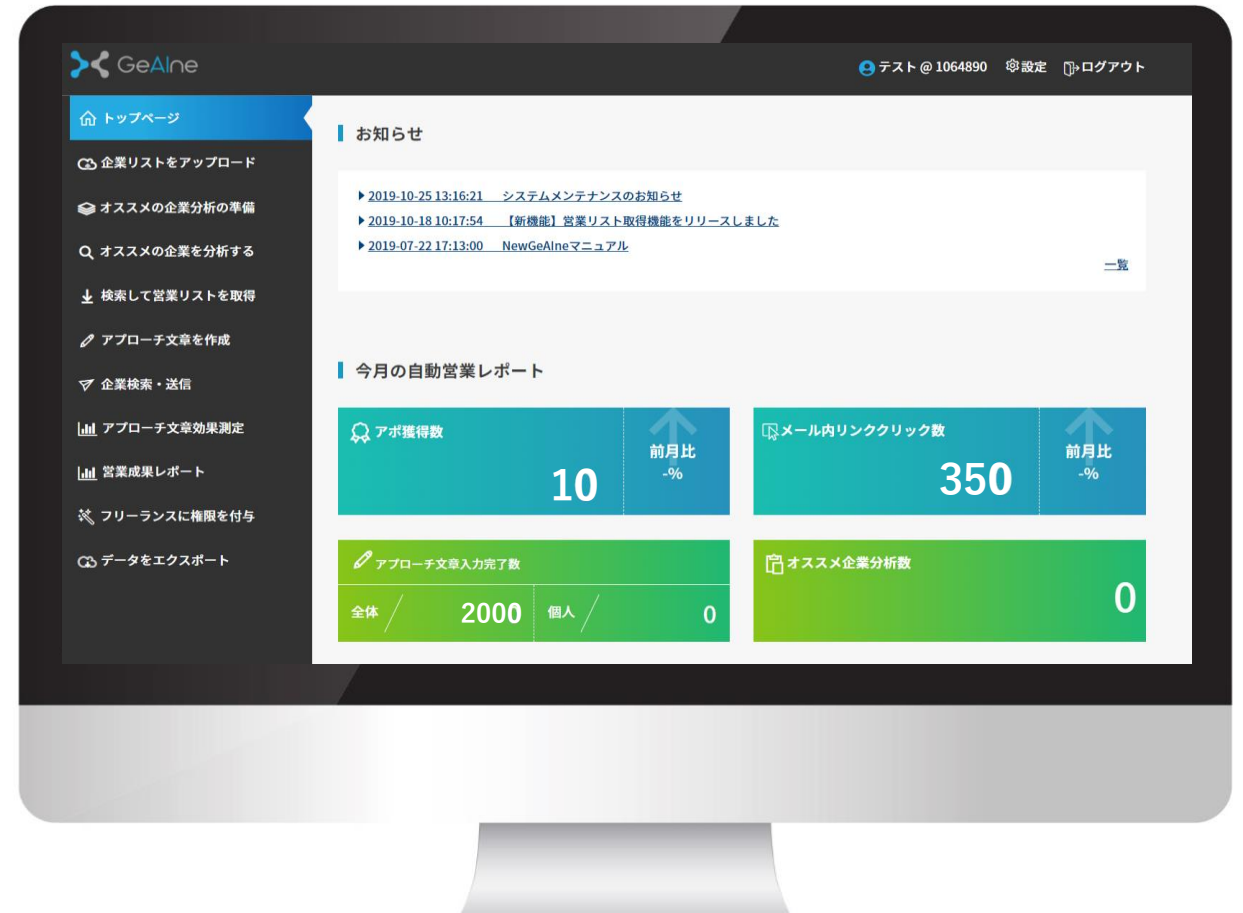 GeAIne
テスト@1064890 設定 ログアウト
トップページ
企業リストをアップロード
オススメの企業分析の準備
オススメの企業を分析する
検索して営業リストを取得
アプローチ文章を作成
企業検索・送信
アプローチ文章効果測定
営業成果レポート
フリーランスに権限を付与
データをエクスポート
お知らせ
2019-10-25 13:16:21 システムメンテナンスのお知らせ
2019-10-18 10:17:54 【新機能】営業リスト取得機能をリリースしました
2019-07-22 17:13:00 NewGeAIneマニュアル
一覧
今月の自動営業レポート
アポ獲得数
10
前月比
-%
メール内リンククリック数
350
前月比
-%
アプローチ文章入力完了数
全体 2000 個人 0
オススメ企業分析数
0